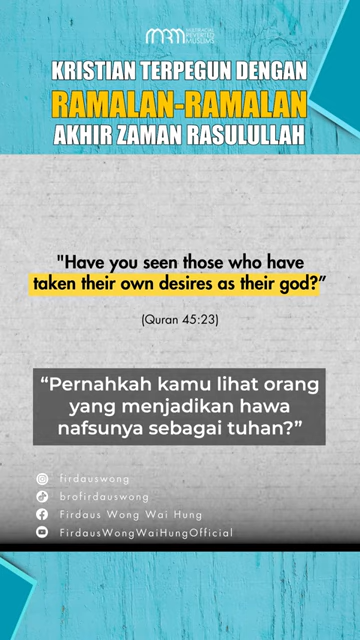 KRISTIAN TERPEGUN DENGAN
RAMALAN-RAMALAN
AKHIR ZAMAN RASULULLAH
"Have you seen those who have
taken their own desires as their god?”
(Quran 45:23)
“Pernahkah kamu lihat orang
yang menjadikan hawa
nafsunya sebagai tuhan?”
firdauswong
brofirdauswong
Firdaus Wong Wai Hung
FirdausWongWaiHungOfficial